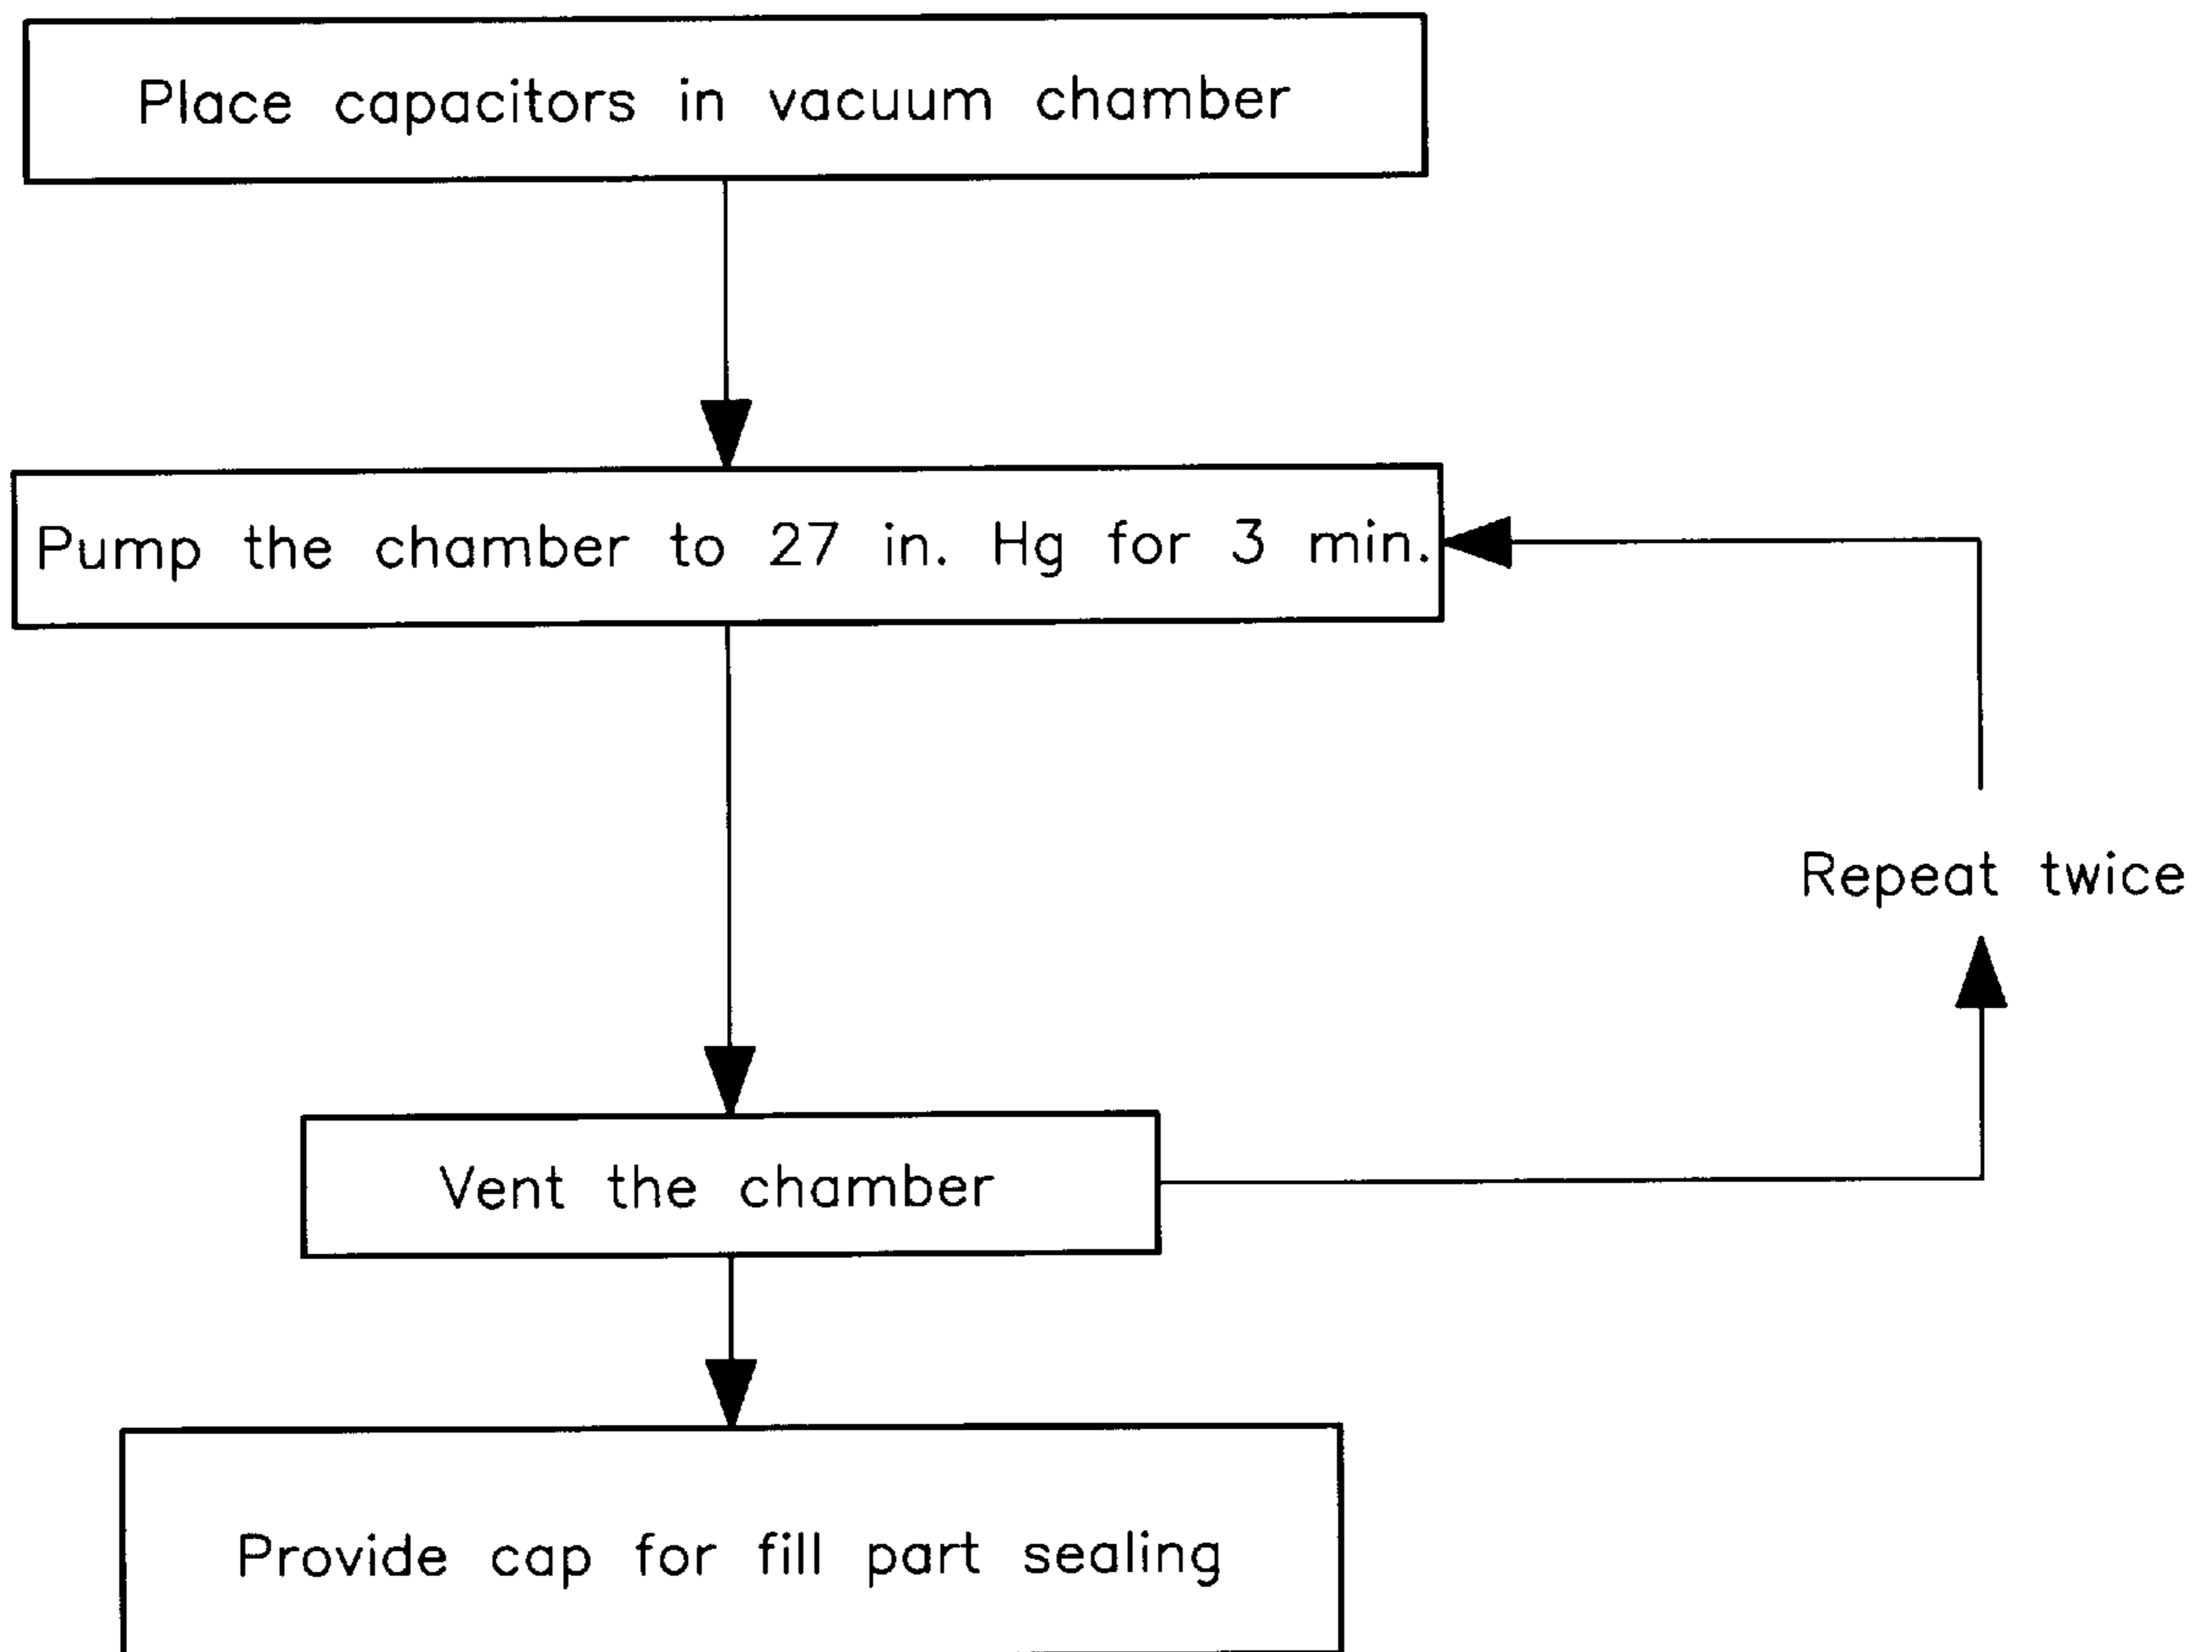 Place capacitors in vacuum chamber
Pump the chamber to 27 in. Hg for 3 min.
Repeat twice
Vent the chamber
Provide cap for fill part sealing